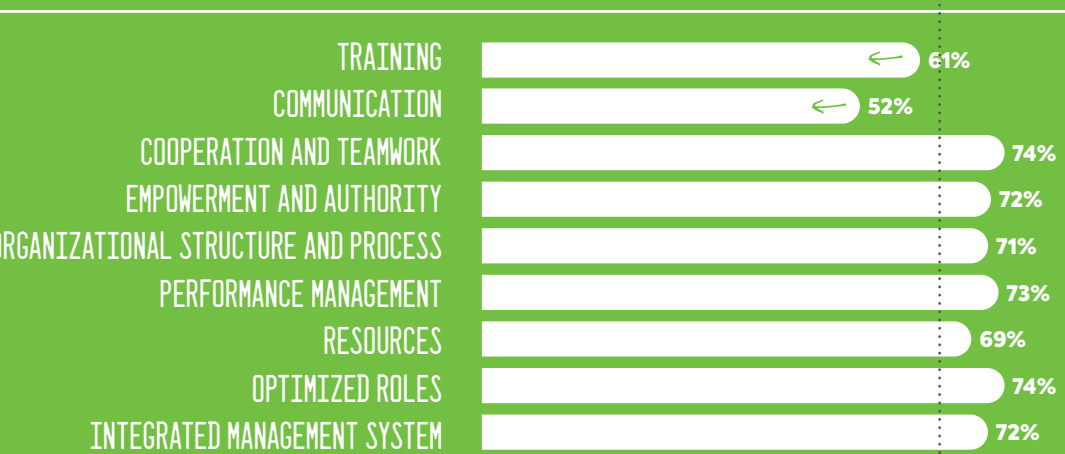 TRAINING 61%
COMMUNICATION 52%
COOPERATION AND TEAMWORK 74%
EMPOWERMENT AND AUTHORITY 72%
ORGANIZATIONAL STRUCTURE AND PROCESS 71%
PERFORMANCE MANAGEMENT 73%
RESOURCES 69%
OPTIMIZED ROLES 74%
INTEGRATED MANAGEMENT SYSTEM 72%